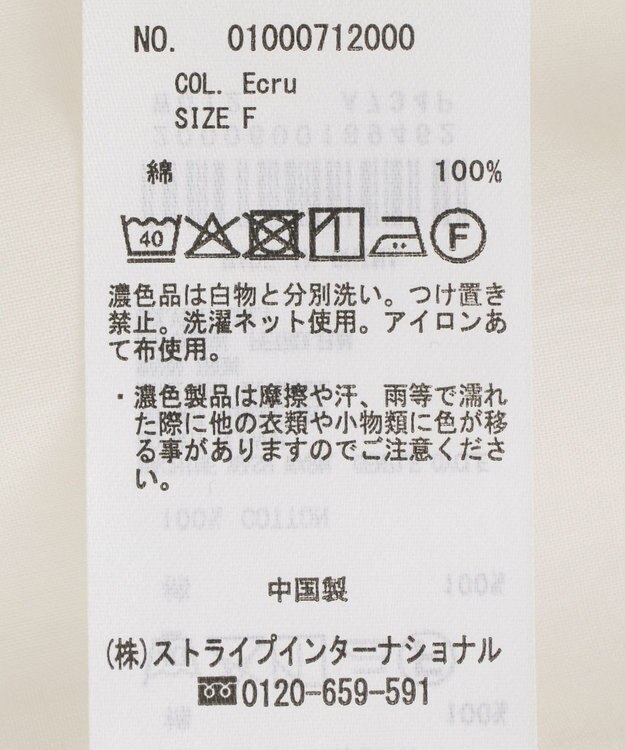 NO. 01000712000
COL. Ecru
SIZE F
綿 100%
40 F
濃色品は白物と分別洗い。つけ置き
禁止。洗濯ネット使用。アイロンあ
て布使用。
・濃色製品は摩擦や汗、雨等で濡れ
た際に他の衣類や小物類に色が移
る事がありますのでご注意くださ
い。
中国製
(株)ストライプインターナショナル
0120-659-591